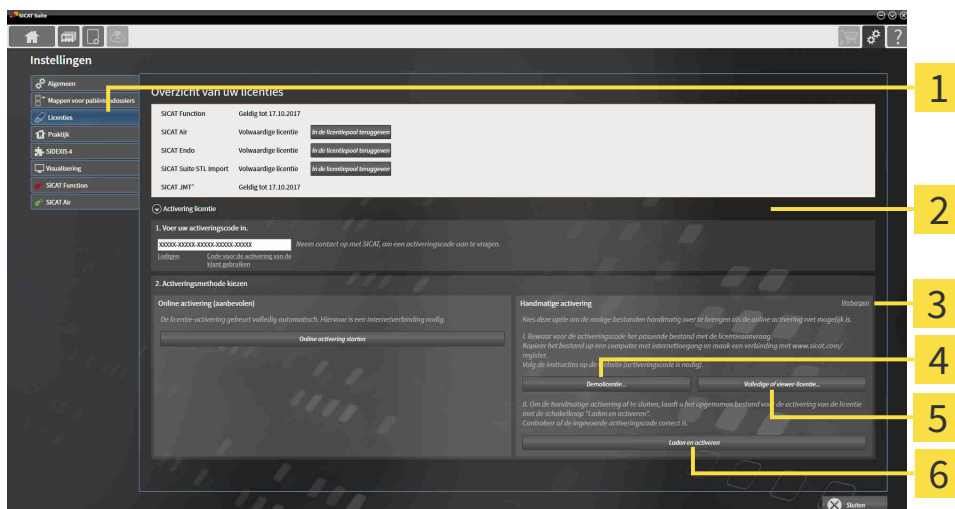 SICAT Suite
?
Instellingen
Algemeen
Mappen voor patiëntendossiers
Licenties
Praktijk
SIDEXIS 4
Visualisering
SICAT Function
SICAT Air
Overzicht van uw licenties
SICAT Function Geldig tot 17.10.2017
SICAT Air Volwaardige licentie In de licentiepool teruggeven
SICAT Endo Volwaardige licentie In de licentiepool teruggeven
SICAT Suite STL Import Volwaardige licentie In de licentiepool teruggeven
SICAT JMT+ Geldig tot 17.10.2017
Activering licentie
1. Voer uw activeringscode in.
XXXXX-XXXXX-XXXXX-XXXXX-XXXXX Neem contact op met SICAT, om een activeringscode aan te vragen.
Ledigen Code voor de activering van de
klant gebruiken
2. Activeringsmethode kiezen
Online activering (aanbevolen)
De licentie-activering gebeurt volledig automatisch. Hiervoor is een internetverbinding nodig.
Online activering starten
Handmatige activering Verbergen
Kies deze optie om de nodige bestanden handmatig over te brengen als de online activering niet mogelijk is.
I. Bewaar voor de activeringscode het passende bestand met de licentieaanvraag.
Kopieer het bestand op een computer met internettoegang en maak een verbinding met www.sicat.com/
register.
Volg de instructies op de website (activeringscode is nodig).
Demolicentie...
Volledige of viewer-licentie...
II. Om de handmatige activering af te sluiten, laadt u het opgenomen bestand voor de activering van de licentie
met de schakelknop "Laden en activeren".
Controleer of de ingevoerde activeringscode correct is.
Laden en activeren
Sluiten
1
2
3
4
5
6